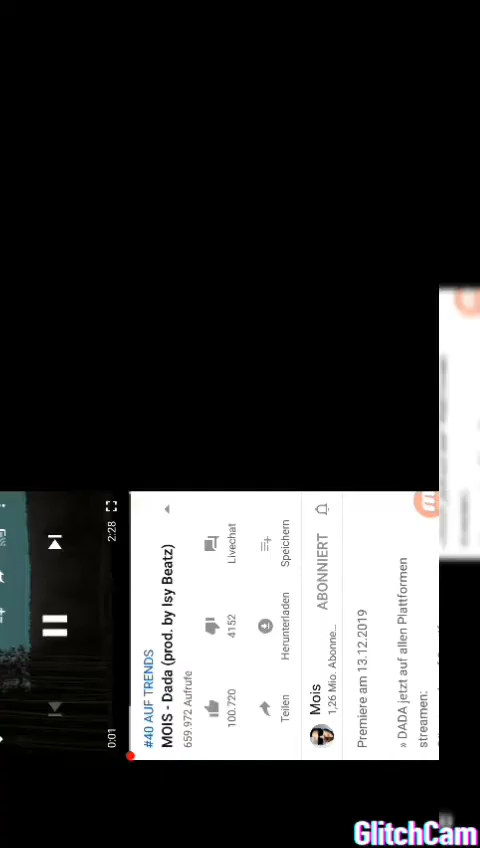 0:01
2:28
#40 AUF TRENDS
MOIS - Dada (prod. by Isy Beatz)
659.972 Aufrufe
100.720
4152
Livechat
Teilen
Herunterladen
Speichern
Mois
1,26 Mio. Abonne...
ABONNIERT
Premiere am 13.12.2019
» DADA jetzt auf allen Plattformen
streamen:
GlitchCam